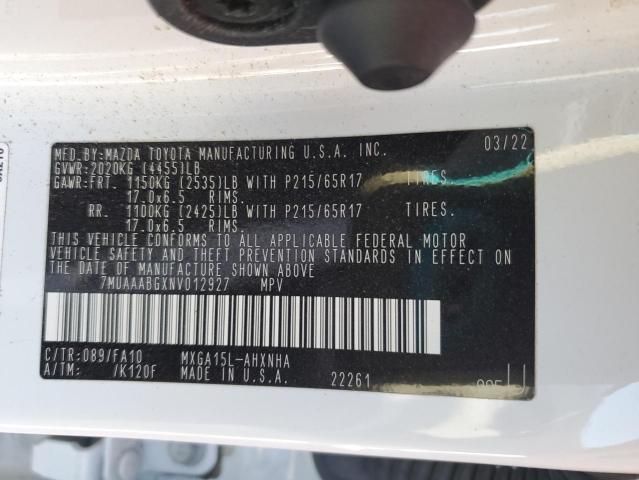 MFD.BY:MAZDA TOYOTA MANUFACTURING U.S.A. INC. 03/22
GVWR:2020KG (4455)LB
GAWR:FRT. 1150KG (2535)LB WITH P215/65R17 TIRES,
17.0x6.5 RIMS.
RR. 1100KG (2425)LB WITH P215/65R17 TIRES.
17.0x6.5 RIMS.
THIS VEHICLE CONFORMS TO ALL APPLICABLE FEDERAL MOTOR
VEHICLE SAFETY AND THEFT PREVENTION STANDARDS IN EFFECT ON
THE DATE OF MANUFACTURE SHOWN ABOVE
7MUAAABGXNV012927 MPV
C/TR:089/FA10 MXGA15L-AHXNHA
A/TM: /K120F MADE IN U.S.A. 22261